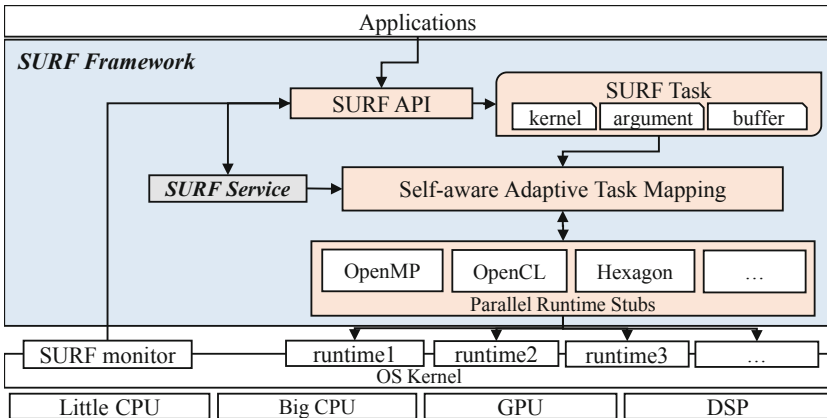 Applications
SURF Framework
SURF API
SURF Task
kernel argument buffer
SURF Service
Self-aware Adaptive Task Mapping
OpenMP OpenCL Hexagon ...
Parallel Runtime Stubs
SURF monitor runtime1 runtime2 runtime3 ...
OS Kernel
Little CPU Big CPU GPU DSP